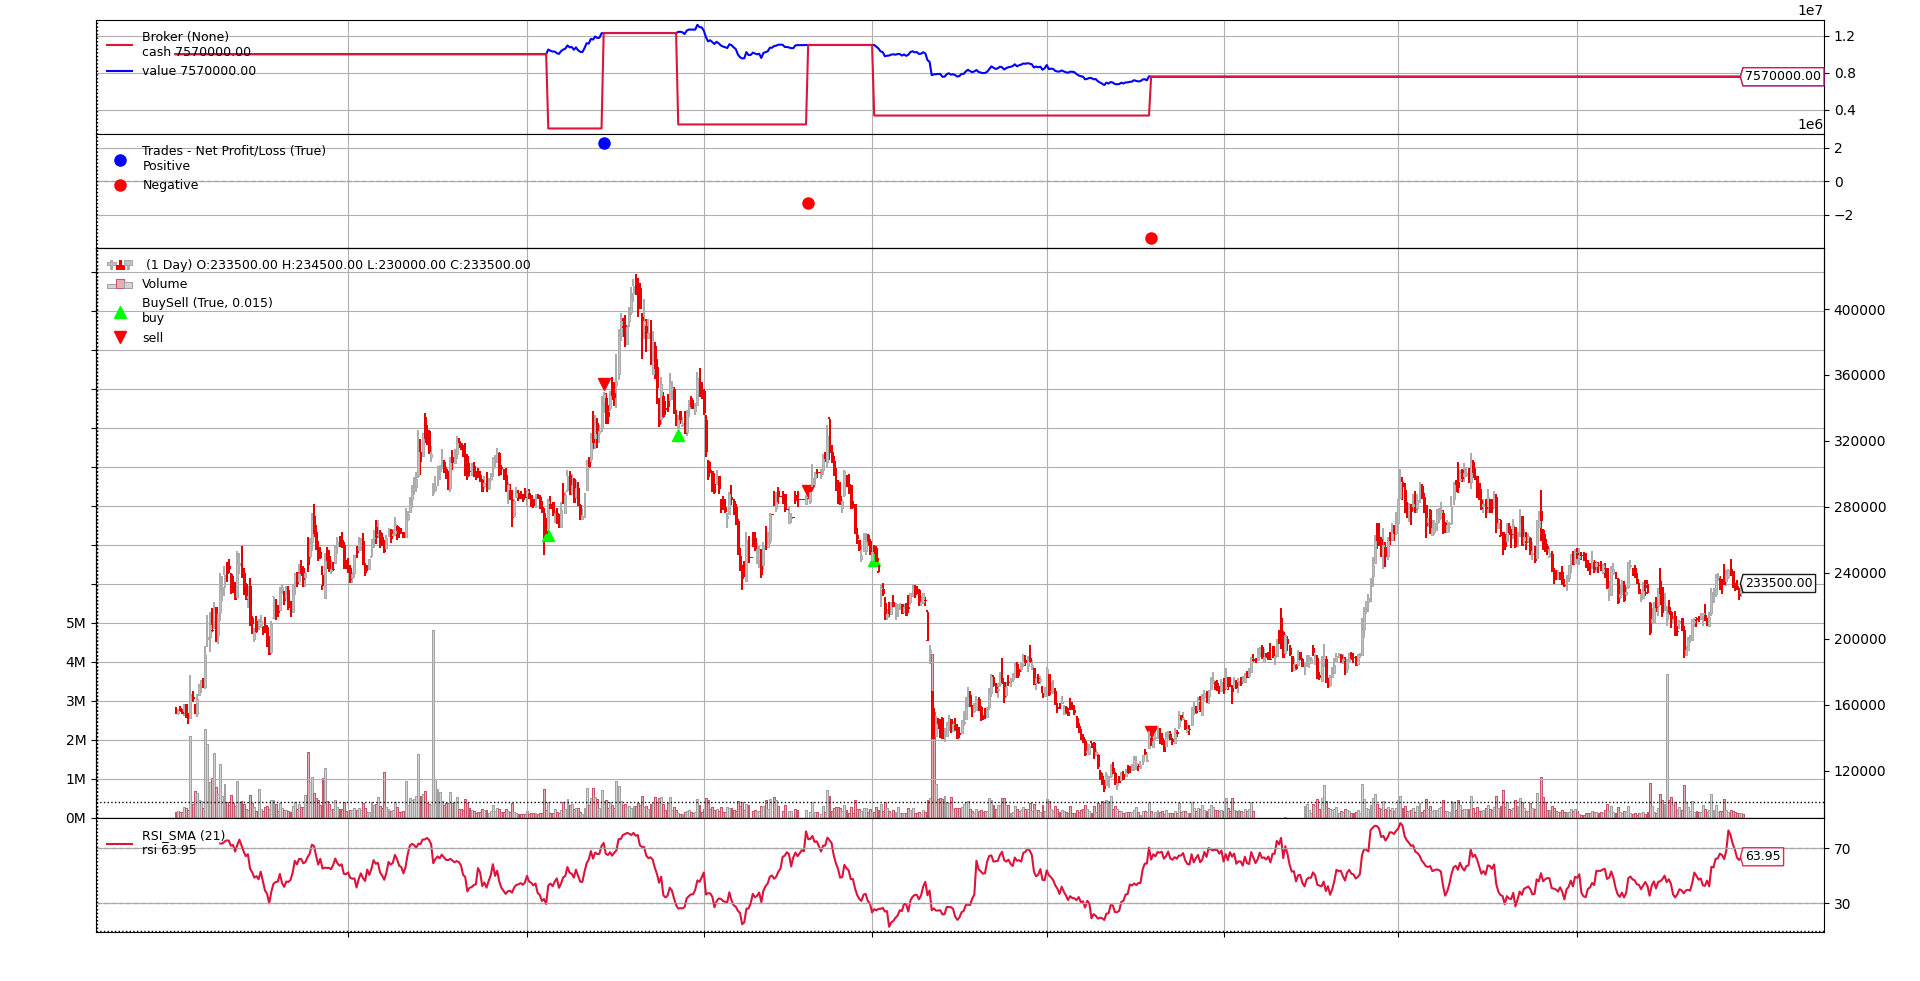 1e7
Broker (None)
cash 7570000.00
value 7570000.00
1.2
0.8
0.4
7570000.00
1e6
Trades - Net Profit/Loss (True)
Positive
Negative
2
0
−2
(1 Day) O:233500.00 H:234500.00 L:230000.00 C:233500.00
Volume
BuySell (True, 0.015)
buy
sell
400000
360000
320000
280000
240000
233500.00
200000
160000
120000
5M
4M
3M
2M
1M
0M
RSI_SMA (21)
rsi 63.95
70
63.95
30